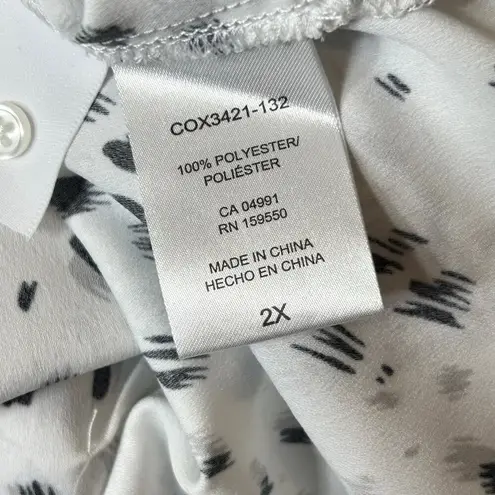 COX3421-132
100% POLYESTER/
POLIÉSTER
CA 04991
RN 159550
MADE IN CHINA
HECHO EN CHINA
2X